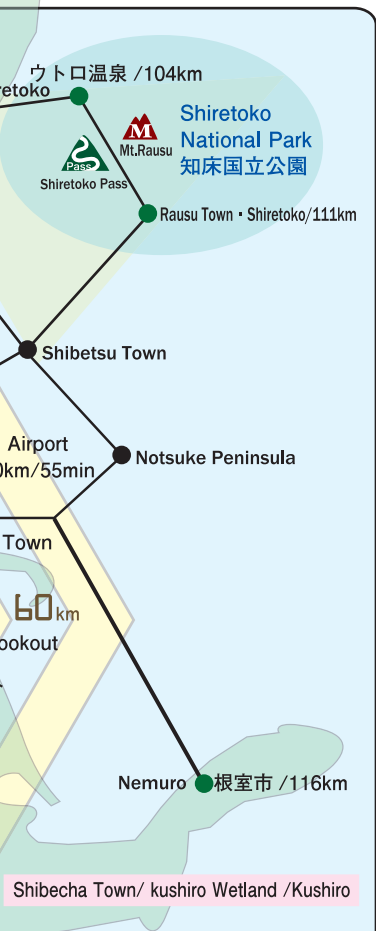 ウトロ温泉 /104km
retoko
Shiretoko
National Park
知床国立公園
M
Mt.Rausu
Pass
Shiretoko Pass
Rausu Town・Shiretoko/111km
Shibetsu Town
Airport
0km/55min
Notsuke Peninsula
Town
60km
ookout
Nemuro
根室市 /116km
Shibecha Town/ kushiro Wetland /Kushiro